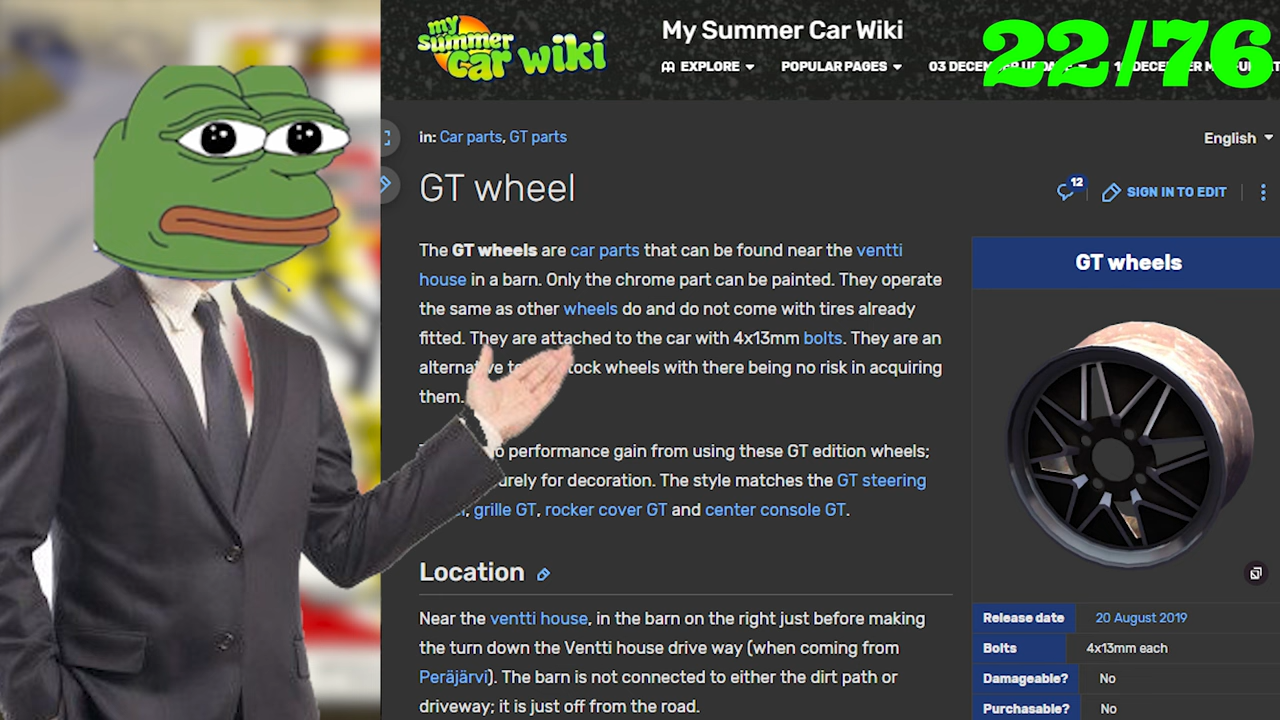 my summer car wiki
My Summer Car Wiki
22/76
EXPLORE
POPULAR PAGES
in: Car parts, GT parts
English
GT wheel
12
SIGN IN TO EDIT
The GT wheels are car parts that can be found near the ventti
house in a barn. Only the chrome part can be painted. They operate
the same as other wheels do and do not come with tires already
fitted. They are attached to the car with 4x13mm bolts. They are an
wheels with there being no risk in acquiring
them.
performance gain from using these GT edition wheels;
for decoration. The style matches the GT steering
, grille GT, rocker cover GT and center console GT.
Location
Near the ventti house, in the barn on the right just before making
the turn down the Ventti house drive way (when coming from
Peräjärvi). The barn is not connected to either the dirt path or
driveway; it is just off from the road.
GT wheels
Release date 20 August 2019
Bolts 4x13mm each
Damageable? No
Purchasable? No